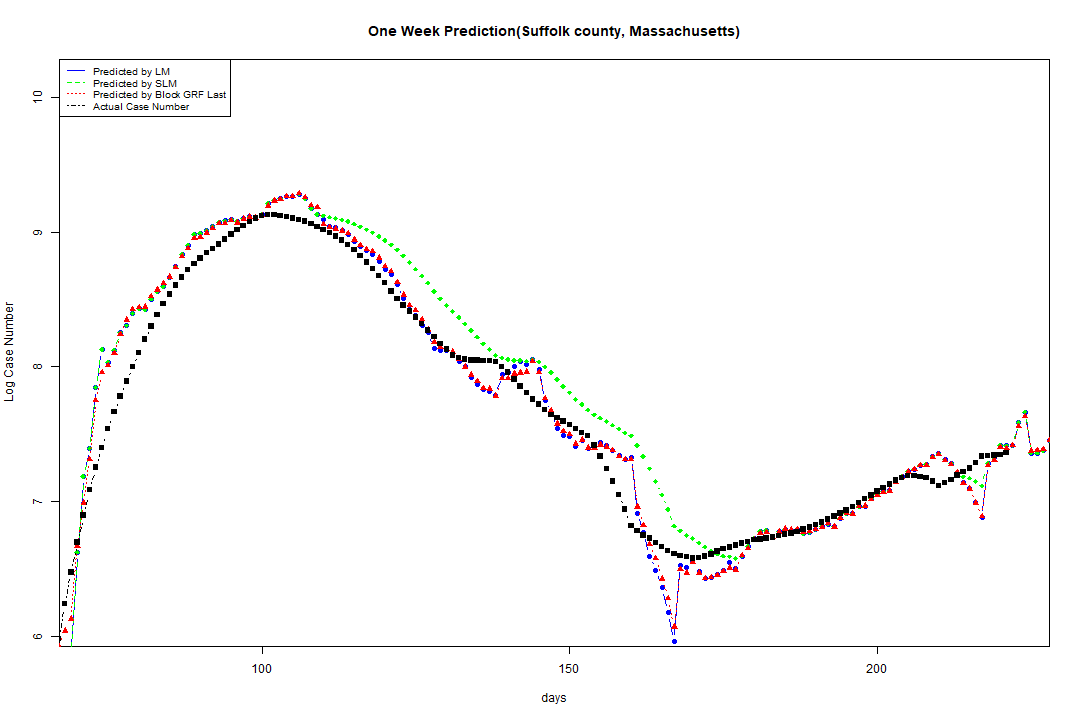 One Week Prediction(Suffolk county, Massachusetts)
Predicted by LM
Predicted by SLM
Predicted by Block GRF Last
Actual Case Number
10
9
8
7
6
Log Case Number
100 150 200
days